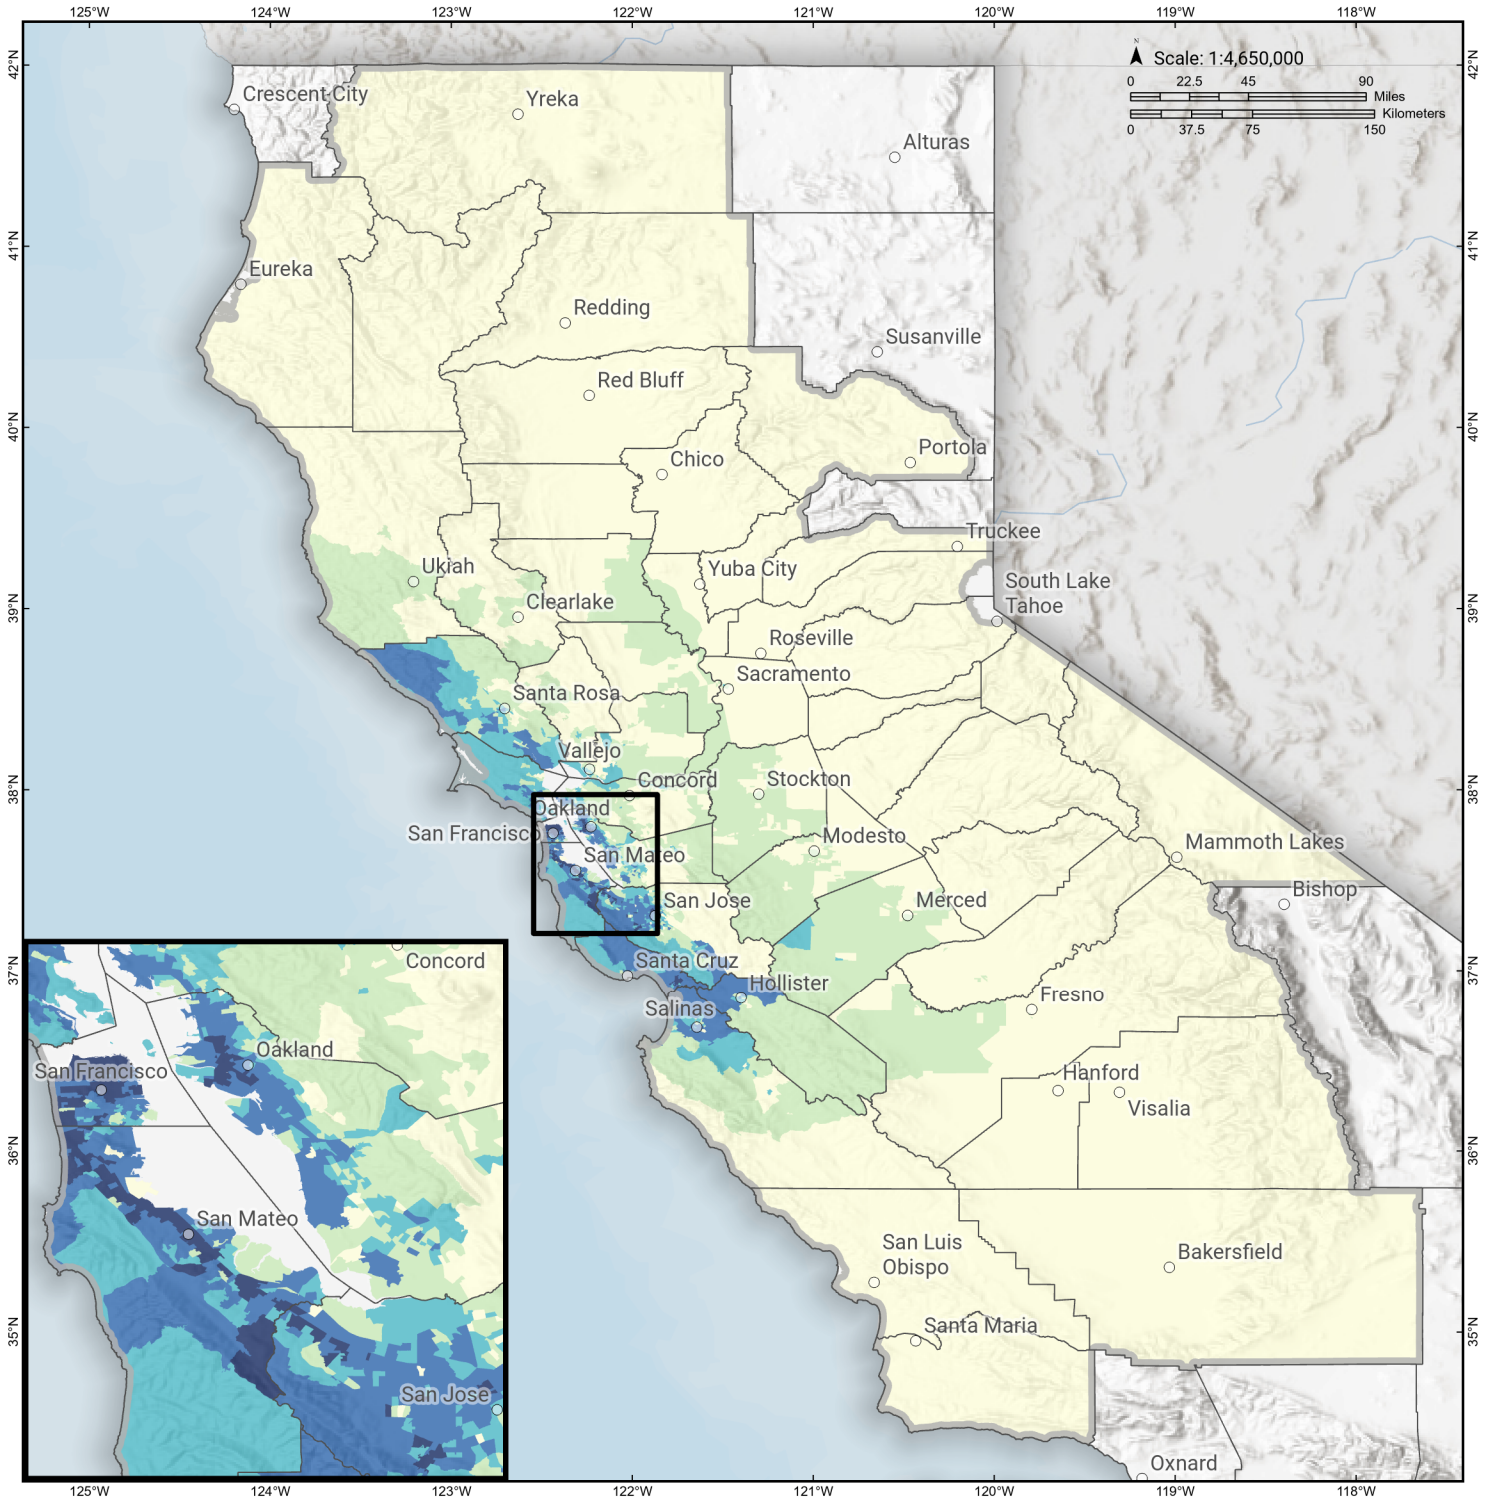 125°W 124°W 123°W 122°W 121°W 120°W 119°W 118°W
42°N 42°N
N
Scale: 1:4,650,000
0 22.5 45 90
Miles
Kilometers
0 37.5 75 150
Crescent City
Yreka
Alturas
41°N 41°N
Eureka
Redding
Susanville
Red Bluff
40°N 40°N
Portola
Chico
Truckee
Ukiah
Yuba City
South Lake
Tahoe
Clearlake
39°N 39°N
Roseville
Sacramento
Santa Rosa
Vallejo
Concord
Stockton
38°N 38°N
Oakland
San Francisco
Modesto
Mammoth Lakes
San Mateo
Bishop
San Jose
Merced
Santa Cruz
37°N 37°N
Hollister
Fresno
Salinas
Concord
Oakland
San Francisco
Hanford
Visalia
36°N 36°N
San Mateo
San Luis
Obispo
Bakersfield
Santa Maria
35°N 35°N
San Jose
Oxnard
125°W 124°W 123°W 122°W 121°W 120°W 119°W 118°W